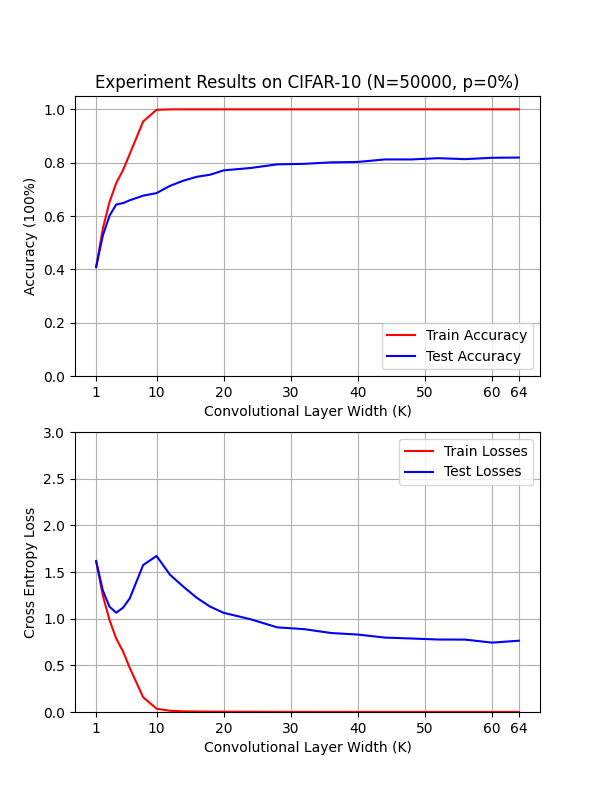 Experiment Results on CIFAR-10 (N=50000, p=0%)
1.0
0.8
0.6
0.4
0.2
0.0
Accuracy (100%)
Train Accuracy
Test Accuracy
1 10 20 30 40 50 60 64
Convolutional Layer Width (K)
3.0
2.5
2.0
1.5
1.0
0.5
0.0
Cross Entropy Loss
Train Losses
Test Losses
1 10 20 30 40 50 60 64
Convolutional Layer Width (K)